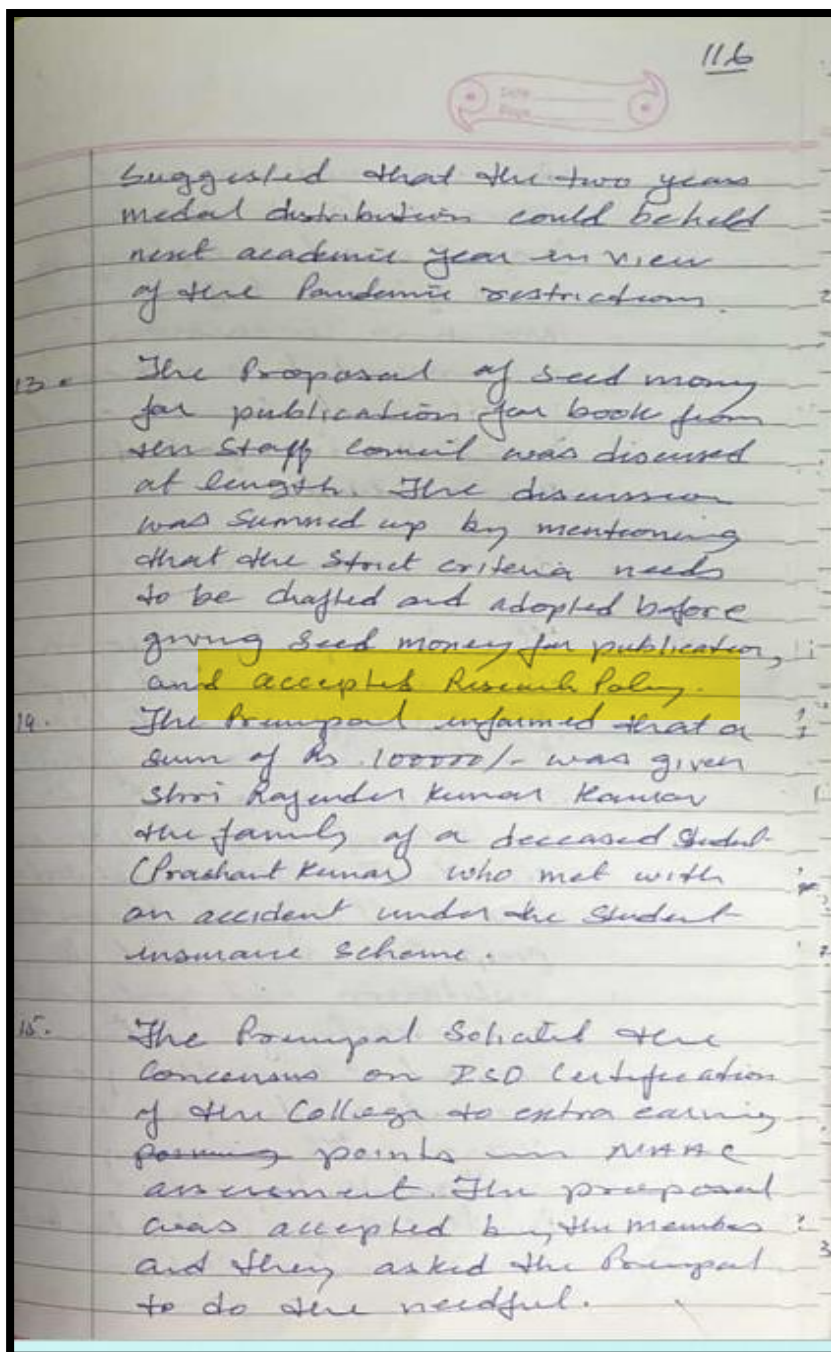 116
Date
Page
suggested that the two years
medal distribution could be held
next academic year in view
of the Pandemic restrictions.
13. The Proposal of seed money
for publication for book from
the Staff Council was discussed
at length. The discussion
was summed up by mentioning
that the strict criteria needs
to be drafted and adopted before
giving seed money for publication,
and accepted Research Policy.
14. The Principal informed that a
sum of Rs. 100000/- was given
Shri Rajender Kumar
the family of a deceased student
(Prashant Kumar) who met with
an accident under the Student
insurance scheme.
15. The Principal Solicited the
Concensus on ISO Certification
of the College to extra earning
points in NAAC
assessment. The proposal
was accepted by the members
and they asked the Principal
to do the needful.